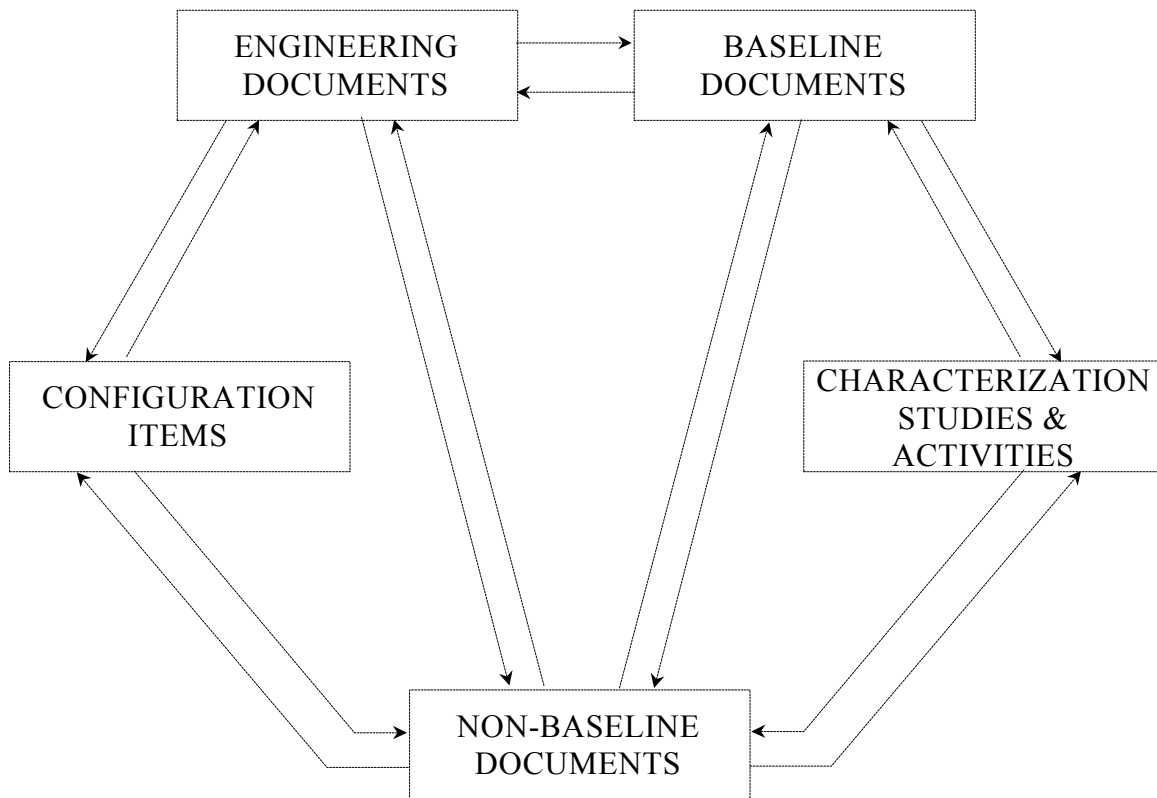 ENGINEERING
DOCUMENTS
BASELINE
DOCUMENTS
CONFIGURATION
ITEMS
CHARACTERIZATION
STUDIES &
ACTIVITIES
NON-BASELINE
DOCUMENTS